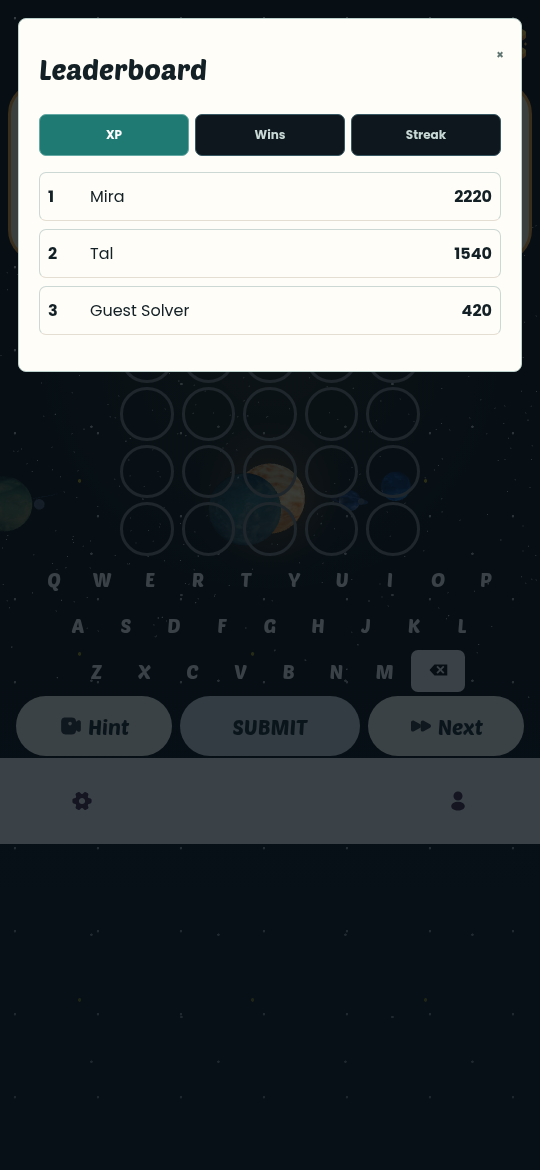 Leaderboard
×
XP Wins Streak
1 Mira 2220
2 Tal 1540
3 Guest Solver 420
Q W E R T Y U I O P
A S D F G H J K L
Z X C V B N M
Hint SUBMIT Next